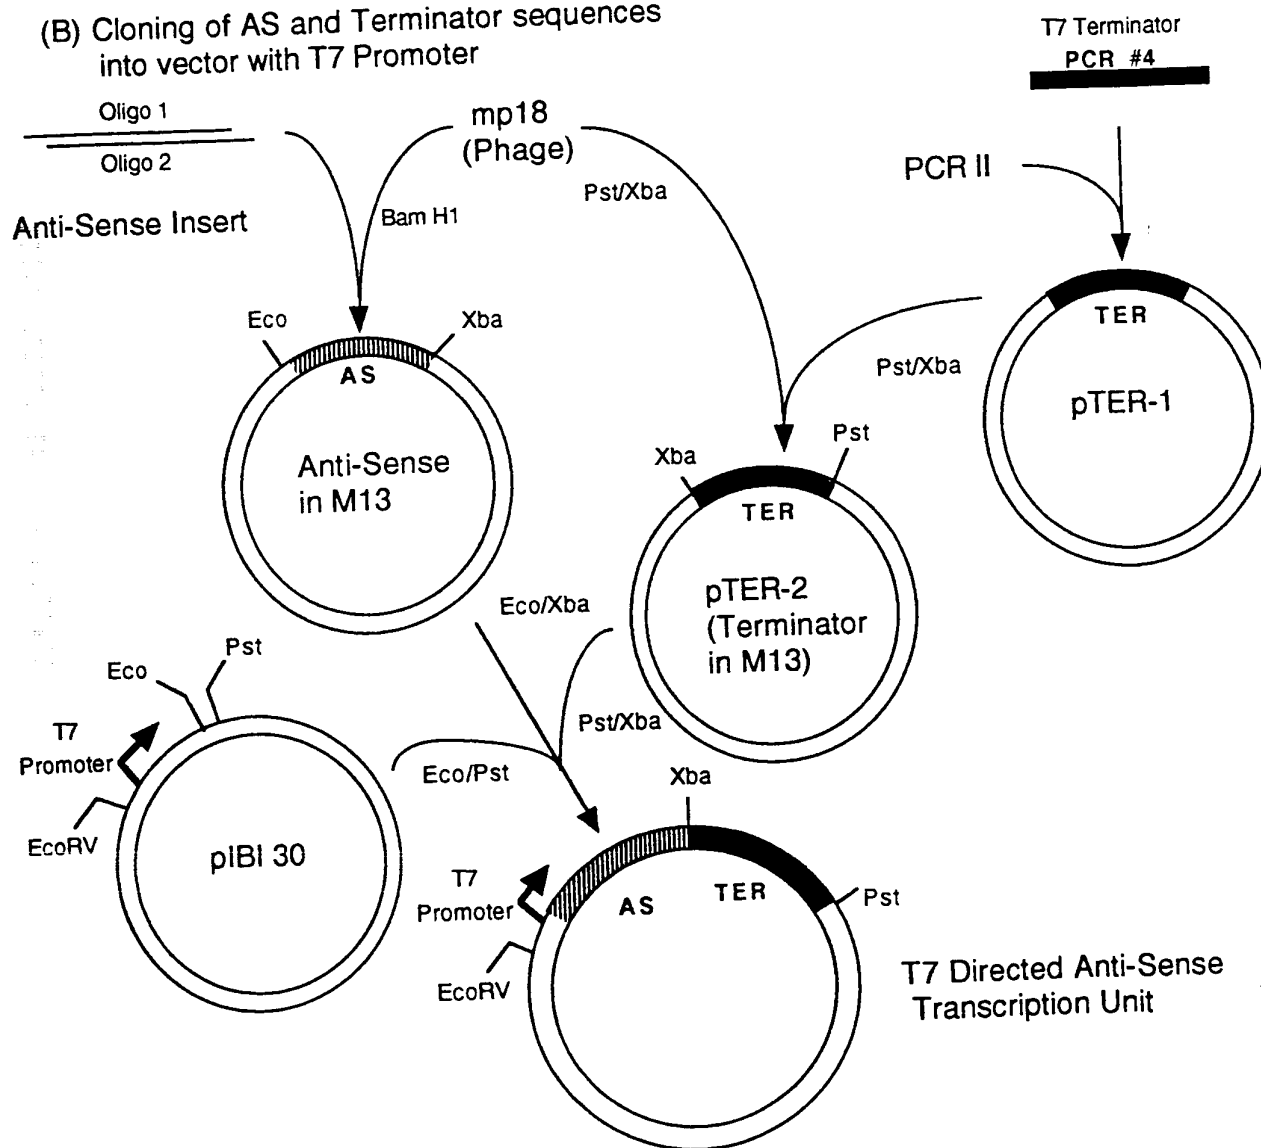 (B) Cloning of AS and Terminator sequences
into vector with T7 Promoter
T7 Terminator
PCR #4
Oligo 1
Oligo 2
mp18
(Phage)
PCR II
Pst/Xba
Bam H1
Anti-Sense Insert
Eco
Xba
AS
Anti-Sense
in M13
TER
pTER-1
Pst/Xba
Xba
Pst
TER
pTER-2
(Terminator
in M13)
Eco/Xba
Pst/Xba
Eco/Pst
Eco
Pst
T7
Promoter
EcoRV
pIBI 30
Xba
T7
Promoter
AS
TER
Pst
EcoRV
T7 Directed Anti-Sense
Transcription Unit